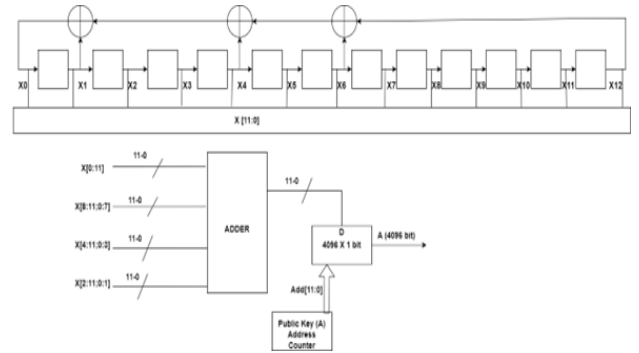 X0 X1 X2 X3 X4 X5 X6 X7 X8 X9 X10 X11 X12
X [11:0]
X[0:11] 11-0
11-0
X[8:11;0:7] 11-0
ADDER
D
4096 X 1 bit
A (4096 bit)
X[4:11;0:3] 11-0
X[2:11;0:1] 11-0
Add[11:0]
Public Key (A)
Address
Counter